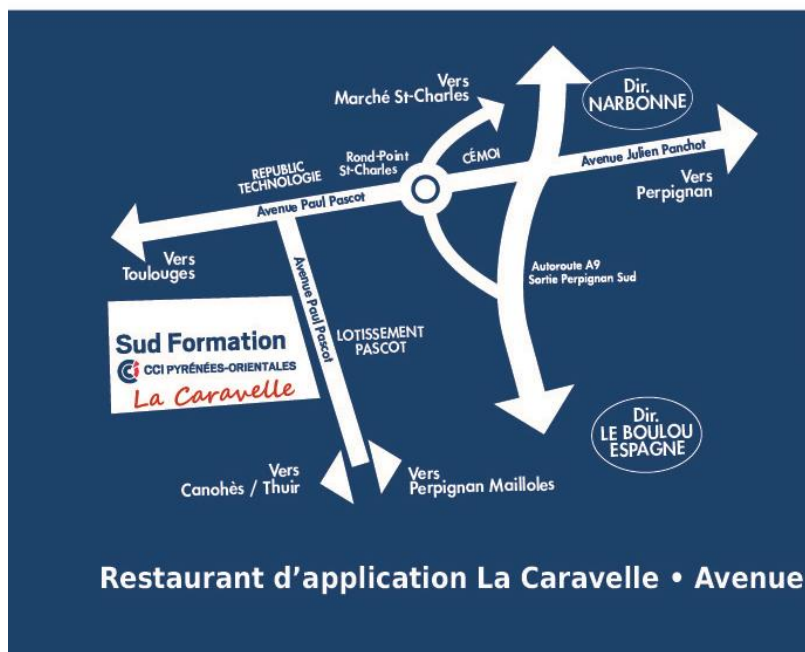 Vers
Marché St-Charles
Dir.
NARBONNE
Rond-Point
St-Charles
CÉMOI
Avenue Julien Panchot
REPUBLIC
TECHNOLOGIE
Avenue Paul Pascot
Vers
Perpignan
Vers
Toulouges
Autoroute A9
Sortie Perpignan Sud
Avenue Paul Pascot
LOTISSEMENT
PASCOT
Sud Formation
CCI PYRÉNÉES-ORIENTALES
La Caravelle
Dir.
LE BOULOU
ESPAGNE
Vers
Canohès / Thuir
Vers
Perpignan Mailloles
Restaurant d’application La Caravelle • Avenue